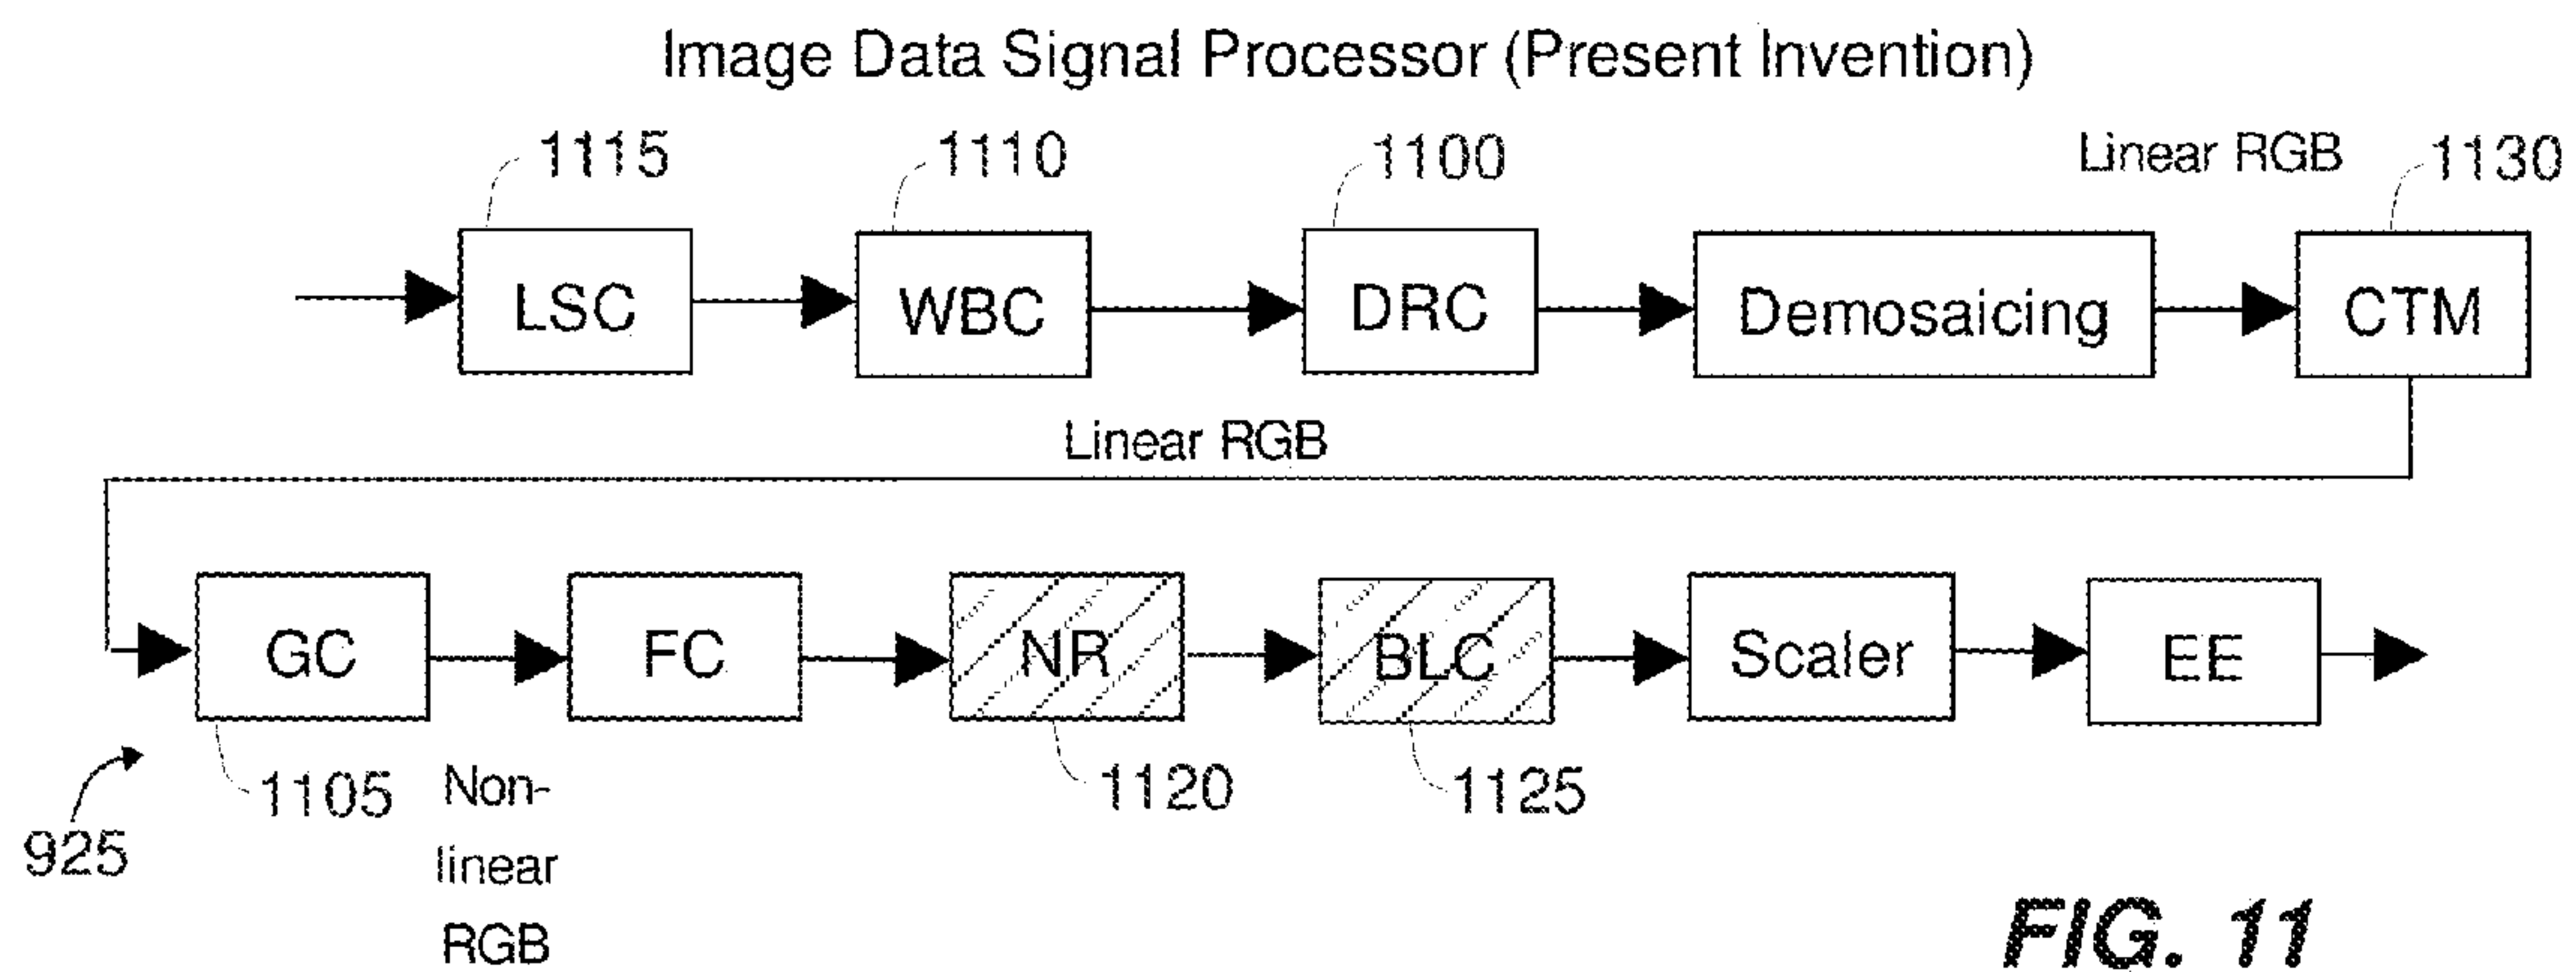 Image Data Signal Processor (Present Invention)
1115
1110
1100
Linear RGB
1130
LSC
WBC
DRC
Demosaicing
CTM
Linear RGB
GC
FC
NR
BLC
Scaler
EE
925
1105
Non-
linear
RGB
1120
1125
FIG. 11